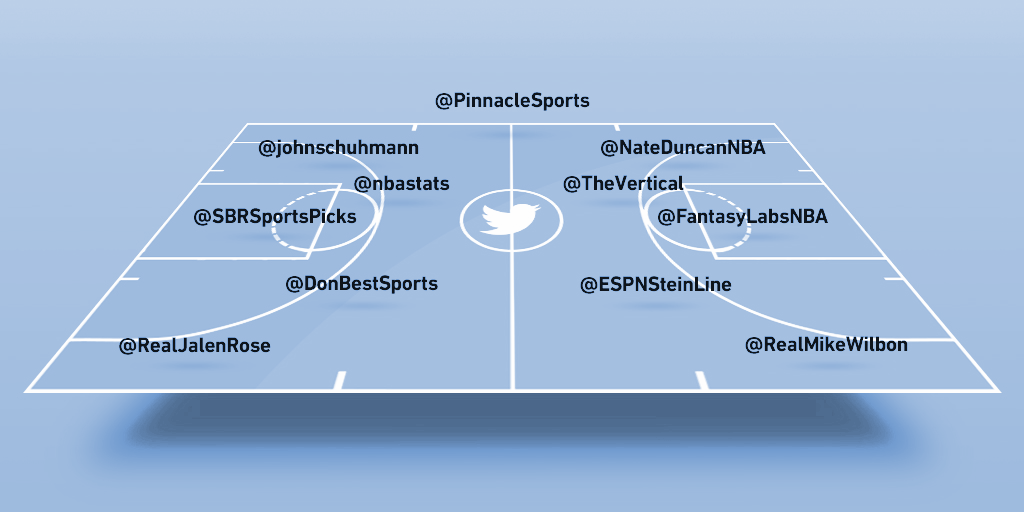 @PinnacleSports
@johnschuhmann
@NateDuncanNBA
@nbastats
@TheVertical
@SBRSportsPicks
@FantasyLabsNBA
@DonBestSports
@ESPNSteinLine
@RealJalenRose
@RealMikeWilbon